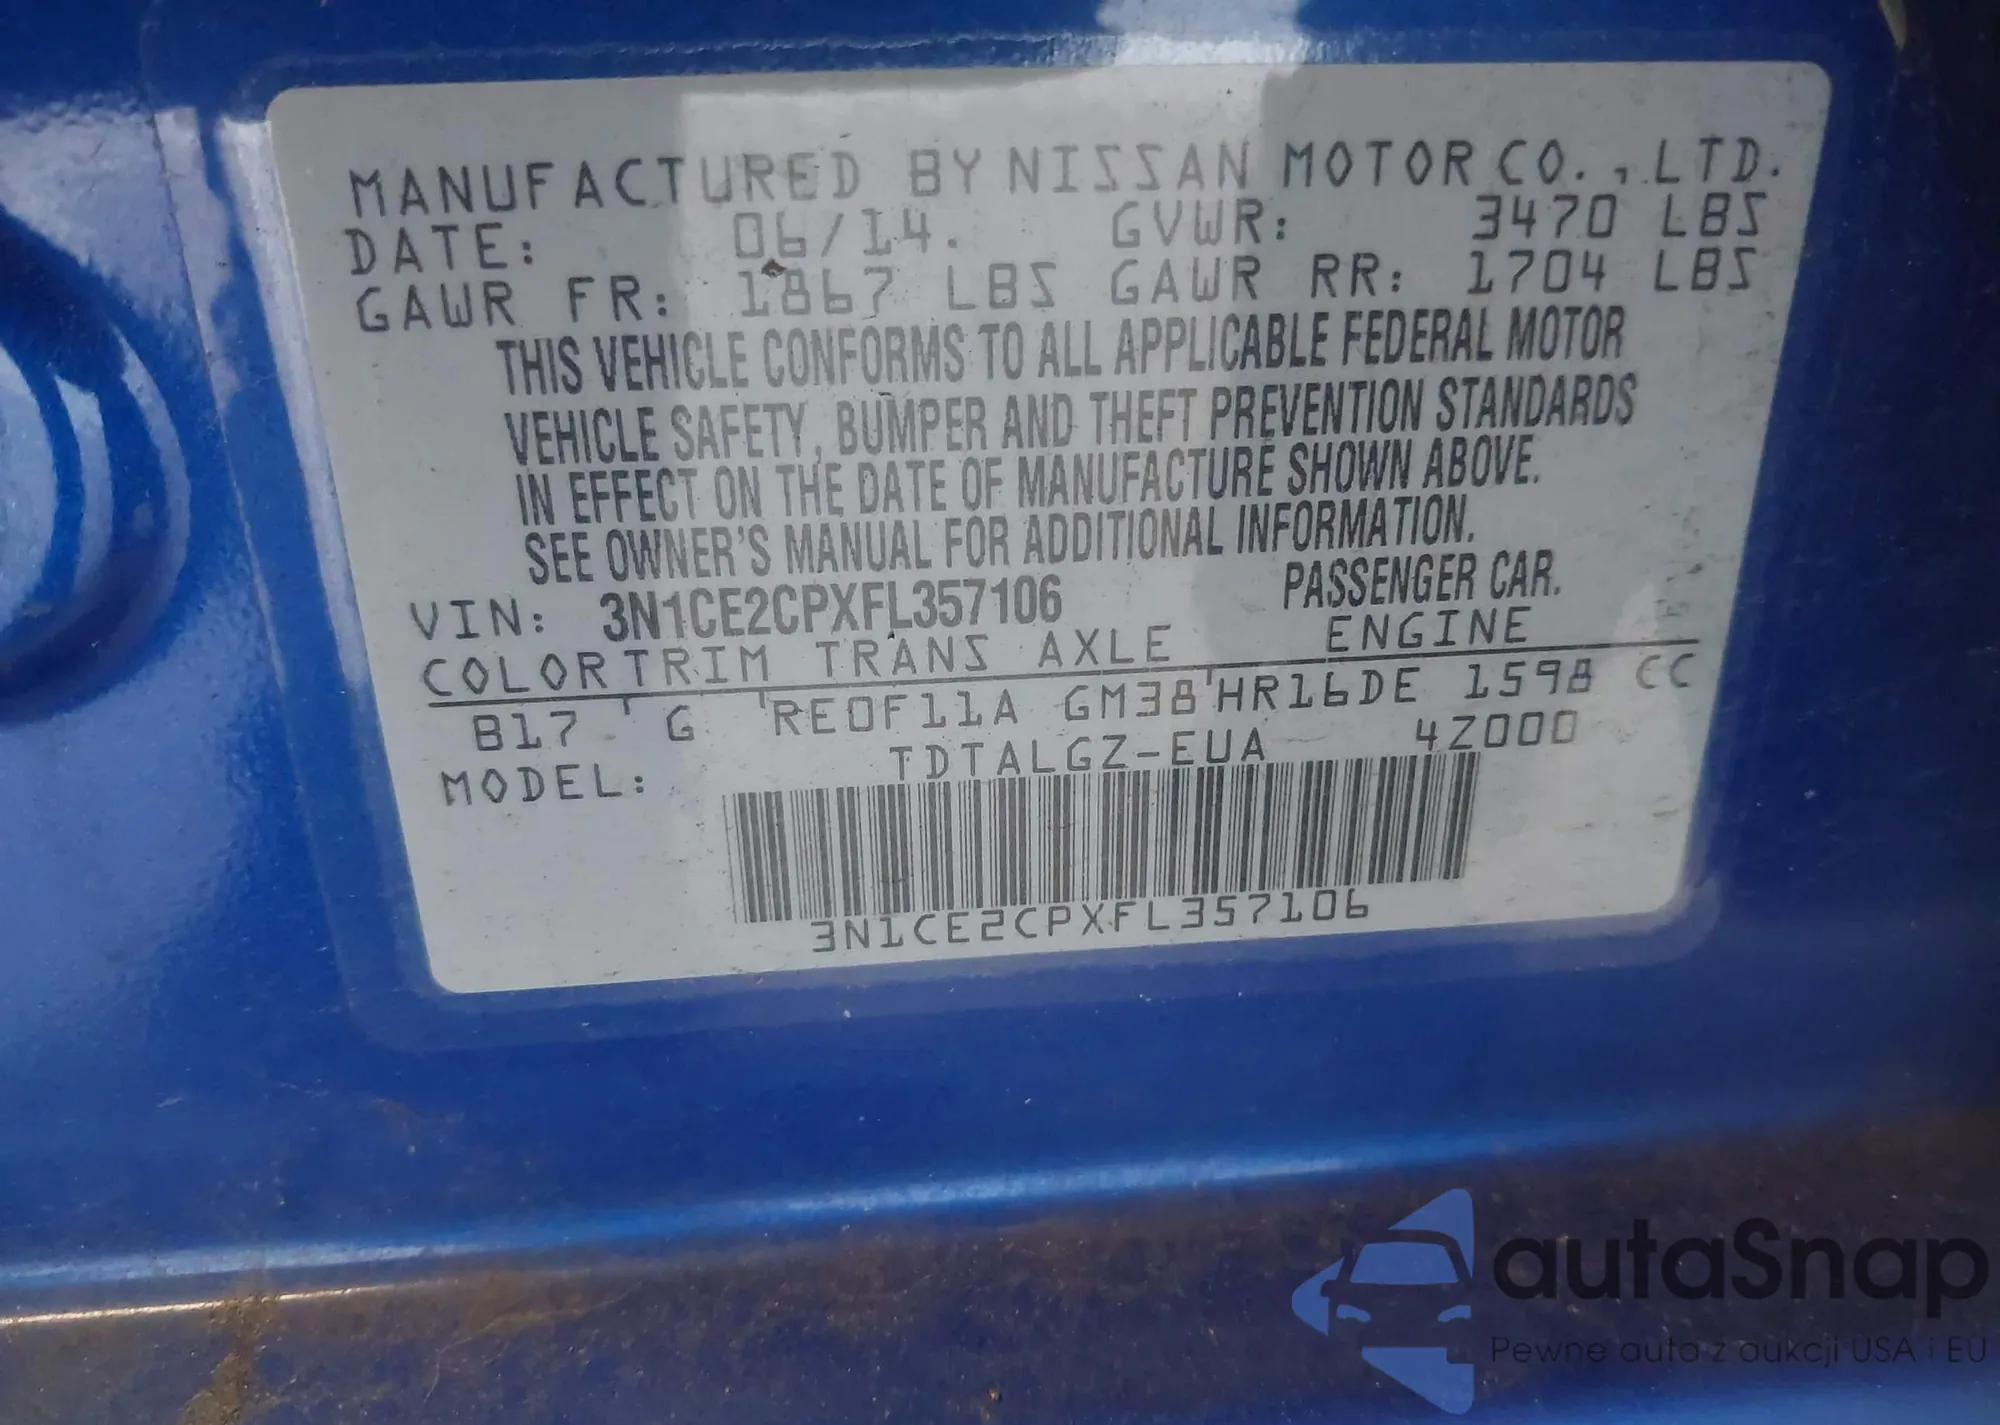 MANUFACTURED BY NISSAN MOTOR CO., LTD.
DATE: 06/14. GVWR: 3470 LBS
GAWR FR: 1867 LBS GAWR RR: 1704 LBS
THIS VEHICLE CONFORMS TO ALL APPLICABLE FEDERAL MOTOR
VEHICLE SAFETY, BUMPER AND THEFT PREVENTION STANDARDS
IN EFFECT ON THE DATE OF MANUFACTURE SHOWN ABOVE.
SEE OWNER'S MANUAL FOR ADDITIONAL INFORMATION.
VIN: 3N1CE2CPXFL357106 PASSENGER CAR.
COLOR TRIM TRANS AXLE ENGINE
B17 G RE0F11A GM38 HR16DE 1598 CC
MODEL: TDTALGZ-EUA 4Z000
3N1CE2CPXFL357106
autaSnap
Pewne auta z aukcji USA i EU